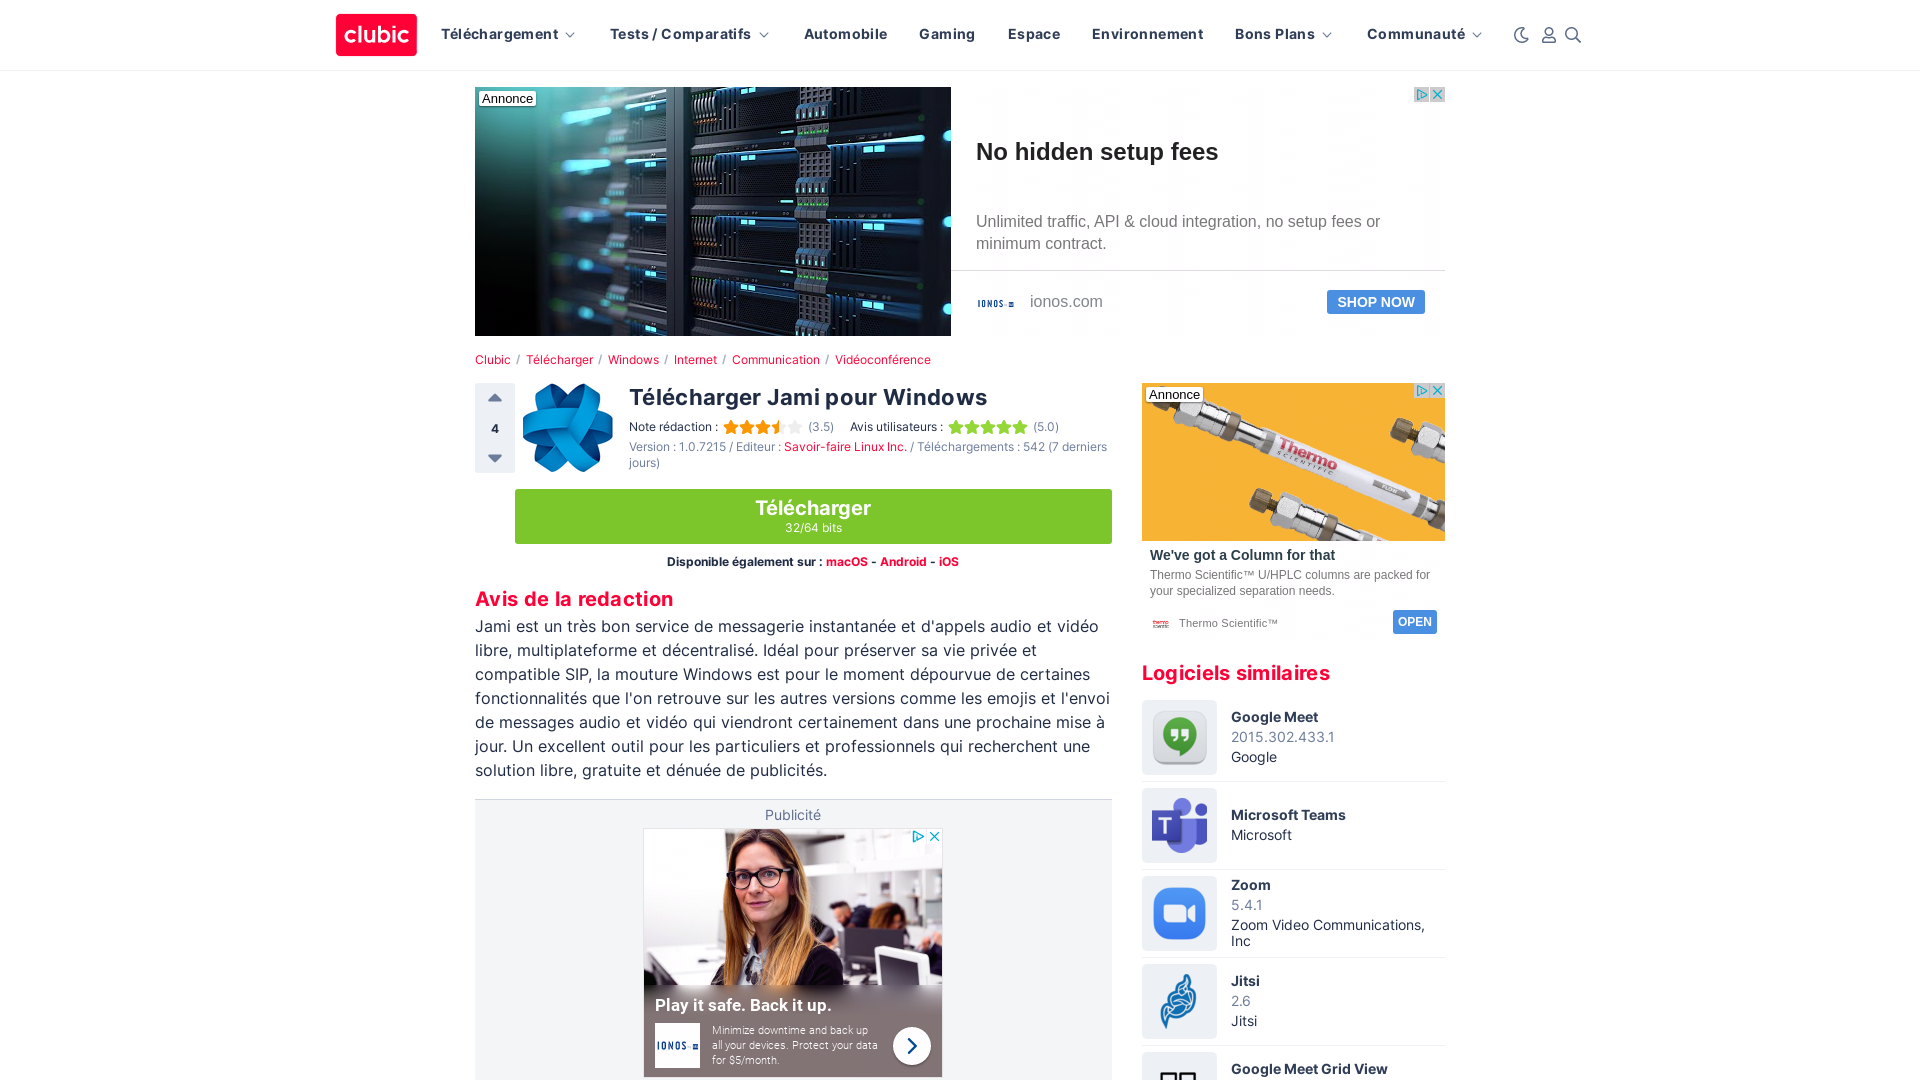 clubic
Téléchargement
Tests / Comparatifs
Automobile
Gaming
Espace
Environnement
Bons Plans
Communauté
Annonce
No hidden setup fees
Unlimited traffic, API & cloud integration, no setup fees or
minimum contract.
IONOS
ionos.com
SHOP NOW
Clubic / Télécharger / Windows / Internet / Communication / Vidéoconférence
4
Télécharger Jami pour Windows
Note rédaction : (3.5) Avis utilisateurs : (5.0)
Version : 1.0.7215 / Editeur : Savoir-faire Linux Inc. / Téléchargements : 542 (7 derniers
jours)
Télécharger
32/64 bits
Disponible également sur : macOS - Android - iOS
Avis de la redaction
Jami est un très bon service de messagerie instantanée et d'appels audio et vidéo
libre, multiplateforme et décentralisé. Idéal pour préserver sa vie privée et
compatible SIP, la mouture Windows est pour le moment dépourvue de certaines
fonctionnalités que l'on retrouve sur les autres versions comme les emojis et l'envoi
de messages audio et vidéo qui viendront certainement dans une prochaine mise à
jour. Un excellent outil pour les particuliers et professionnels qui recherchent une
solution libre, gratuite et dénuée de publicités.
Publicité
Play it safe. Back it up.
IONOS
Minimize downtime and back up
all your devices. Protect your data
for $5/month.
Annonce
Thermo
SCIENTIFIC
FLOW
We've got a Column for that
Thermo Scientific™ U/HPLC columns are packed for
your specialized separation needs.
Thermo Scientific™
OPEN
Logiciels similaires
Google Meet
2015.302.433.1
Google
Microsoft Teams
Microsoft
Zoom
5.4.1
Zoom Video Communications,
Inc
Jitsi
2.6
Jitsi
Google Meet Grid View